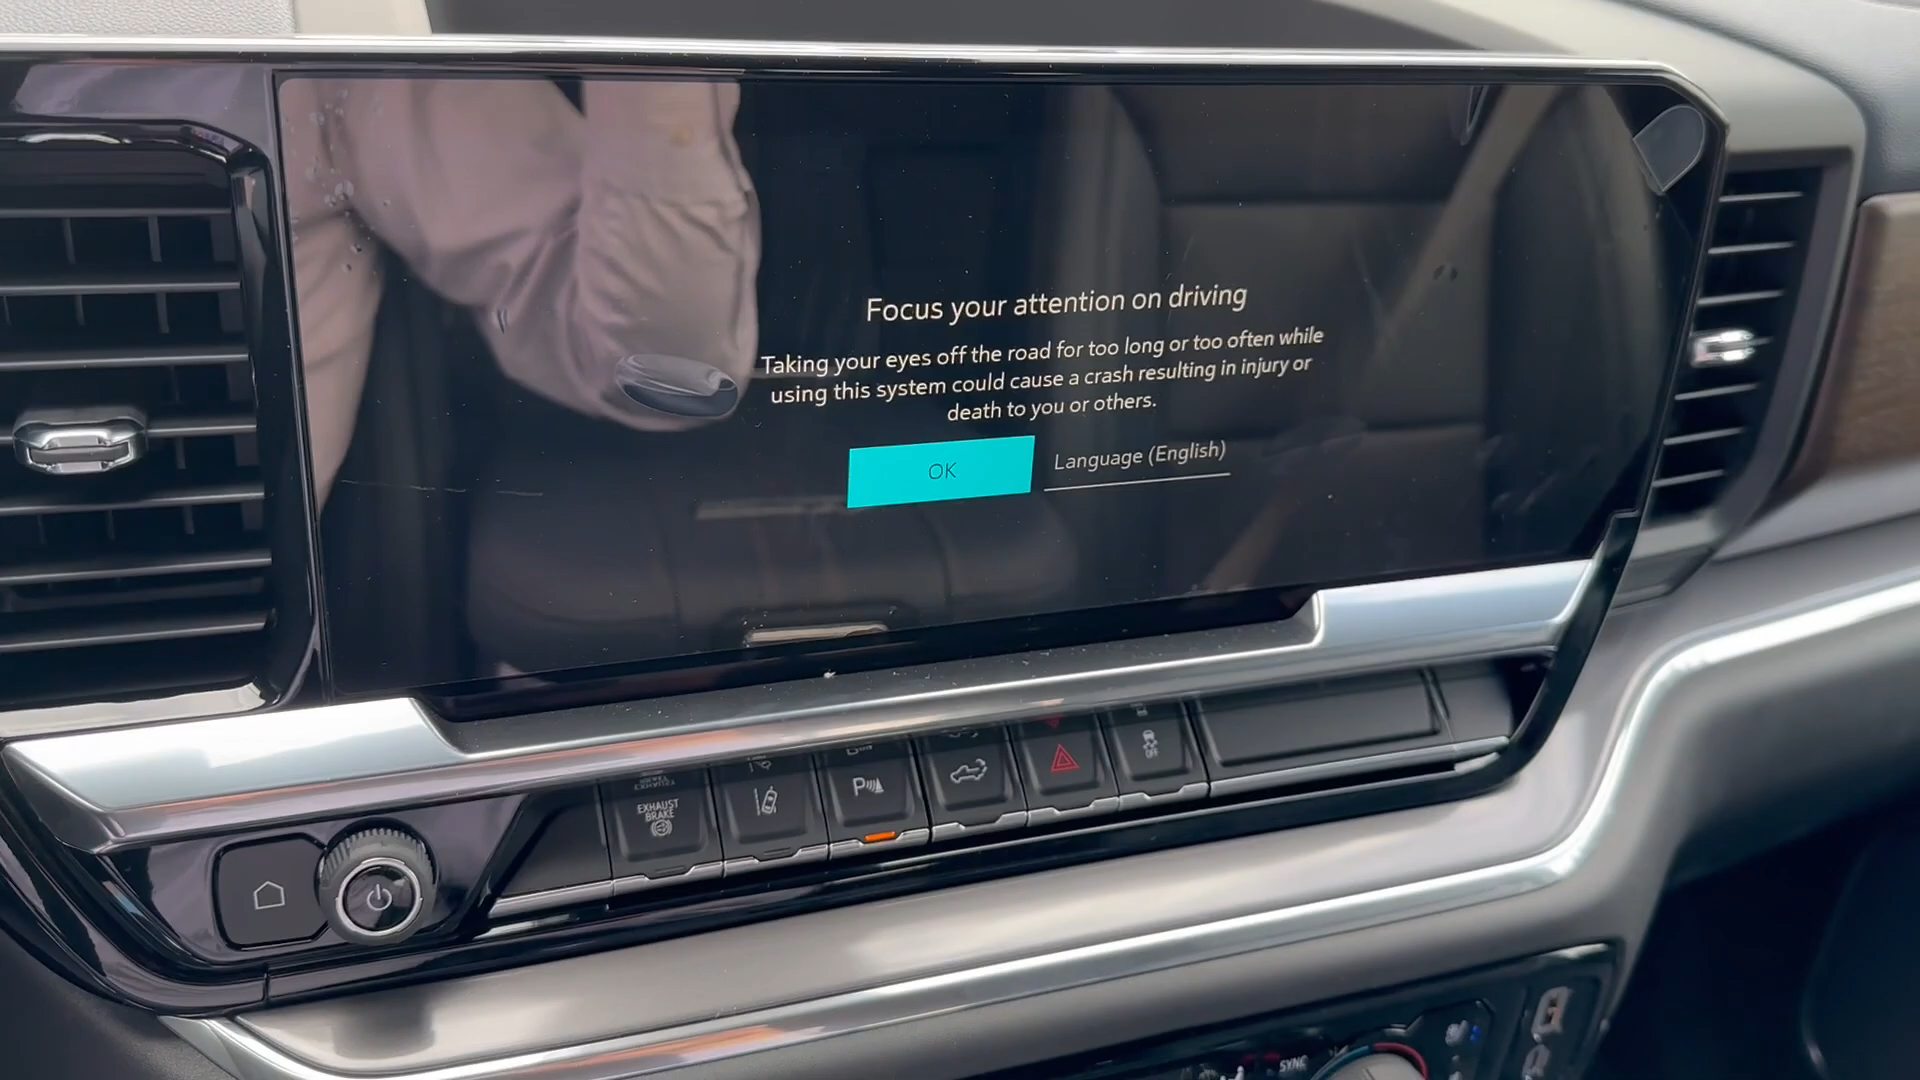 Focus your attention on driving
Taking your eyes off the road for too long or too often while
using this system could cause a crash resulting in injury or
death to you or others.
OK
Language (English)
EXHAUST
BRAKE
P
OFF
SYNC